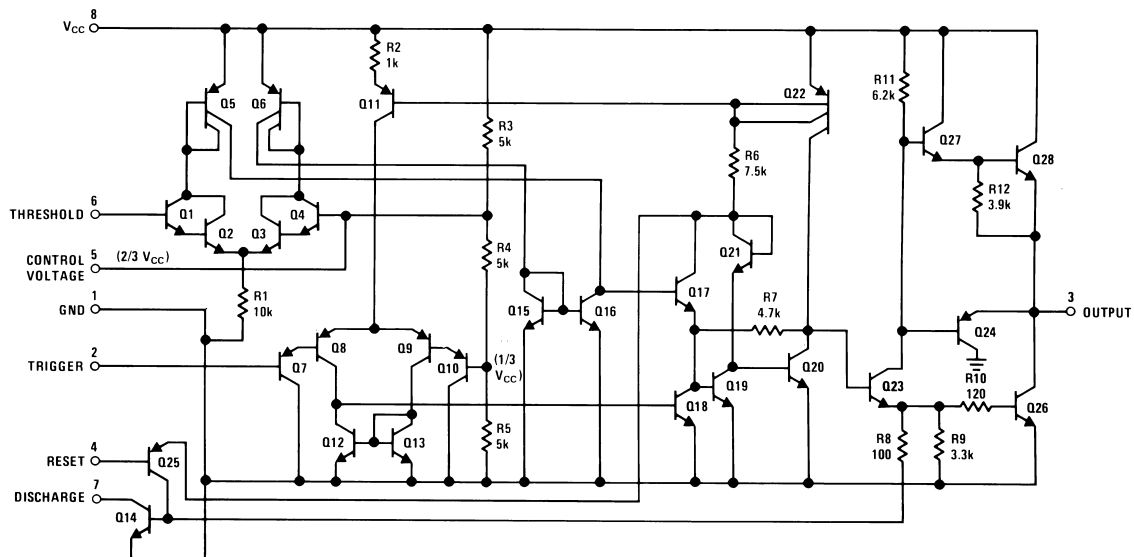 8
V_CC
R2
1k
Q5
Q6
Q11
Q22
R11
6.2k
R3
5k
R6
7.5k
Q27
Q28
R12
3.9k
6
THRESHOLD
Q1
Q2
Q3
Q4
5
CONTROL
VOLTAGE
(2/3 V_CC)
R4
5k
Q21
1
GND
R1
10k
Q15
Q16
Q17
R7
4.7k
3
OUTPUT
Q24
2
TRIGGER
Q7
Q8
Q9
Q10
(1/3
V_CC)
Q18
Q19
Q20
Q23
R10
120
Q26
4
RESET
Q25
Q12
Q13
R5
5k
R8
100
R9
3.3k
7
DISCHARGE
Q14